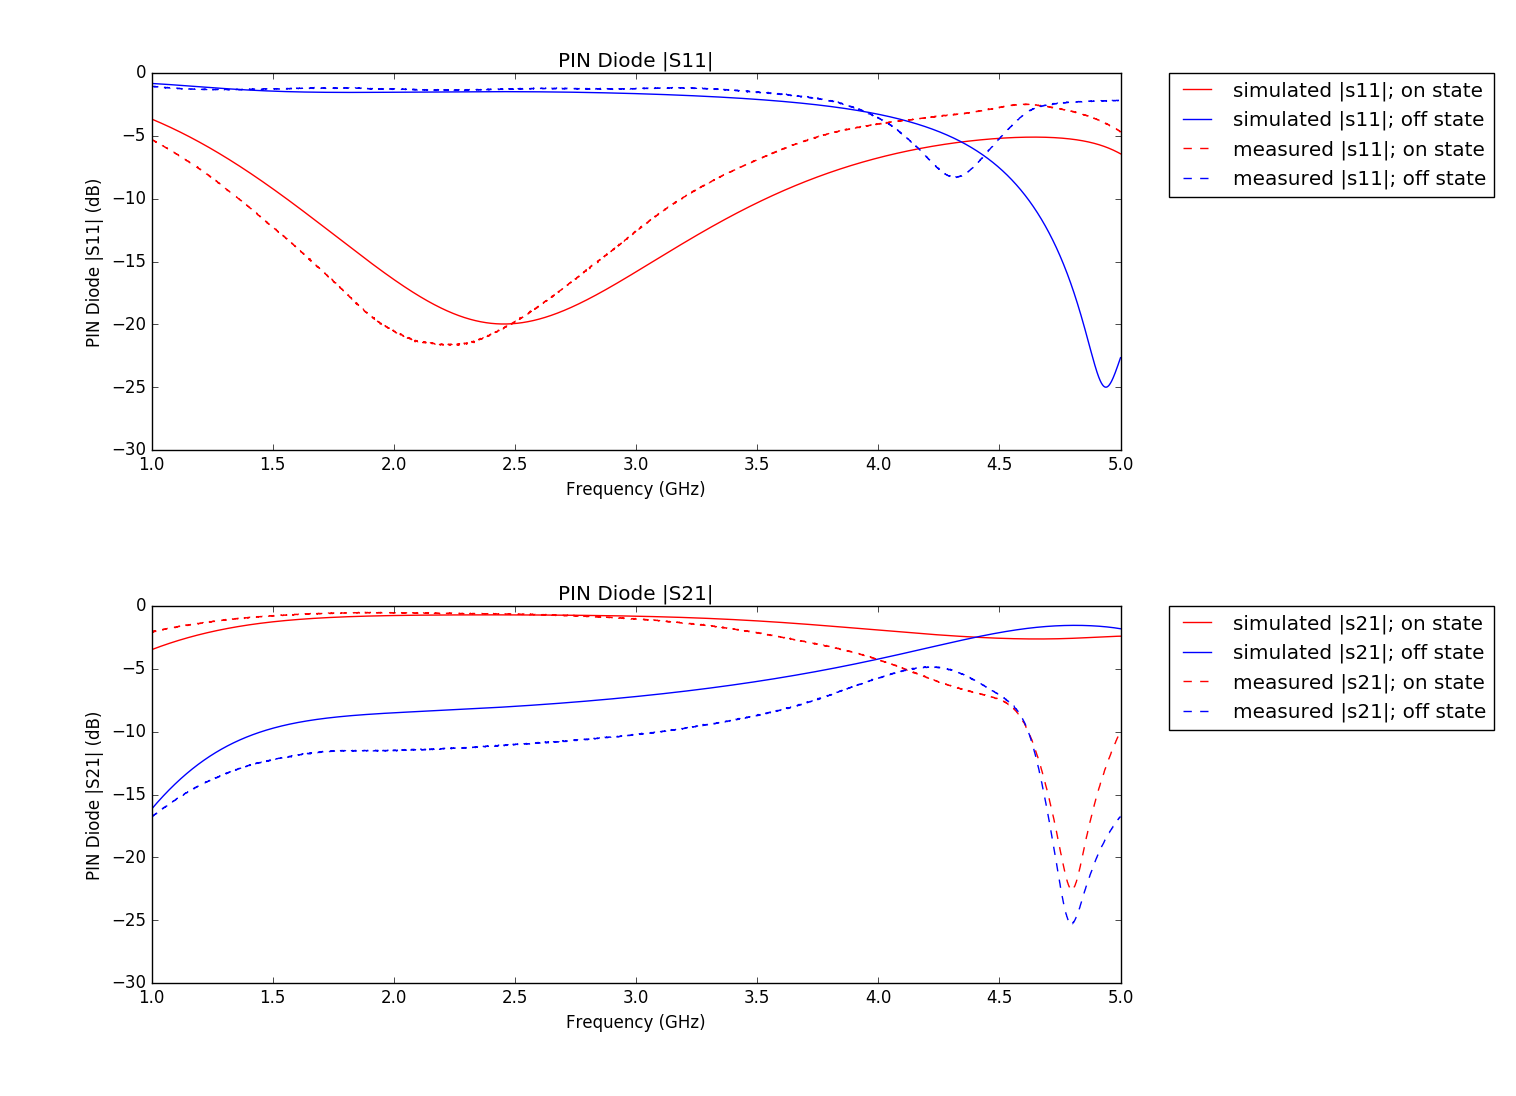 PIN Diode |S11|
0
−5
−10
−15
−20
−25
−30
PIN Diode |S11| (dB)
1.0 1.5 2.0 2.5 3.0 3.5 4.0 4.5 5.0
Frequency (GHz)
simulated |s11|; on state
simulated |s11|; off state
measured |s11|; on state
measured |s11|; off state
PIN Diode |S21|
0
−5
−10
−15
−20
−25
−30
PIN Diode |S21| (dB)
1.0 1.5 2.0 2.5 3.0 3.5 4.0 4.5 5.0
Frequency (GHz)
simulated |s21|; on state
simulated |s21|; off state
measured |s21|; on state
measured |s21|; off state